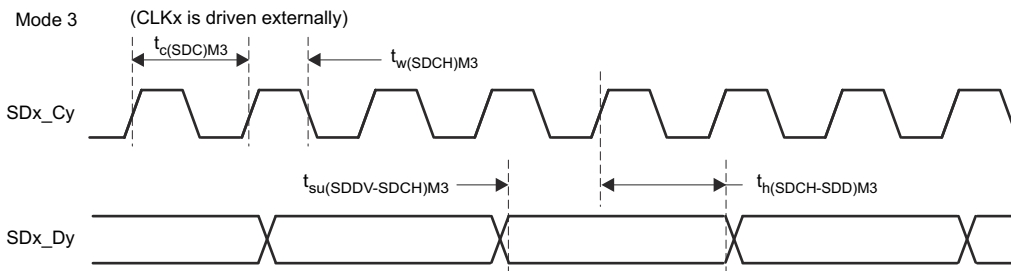 Mode 3 (CLKx is driven externally)
tc(SDC)M3
tw(SDCH)M3
SDx_Cy
tsu(SDDV-SDCH)M3
th(SDCH-SDD)M3
SDx_Dy